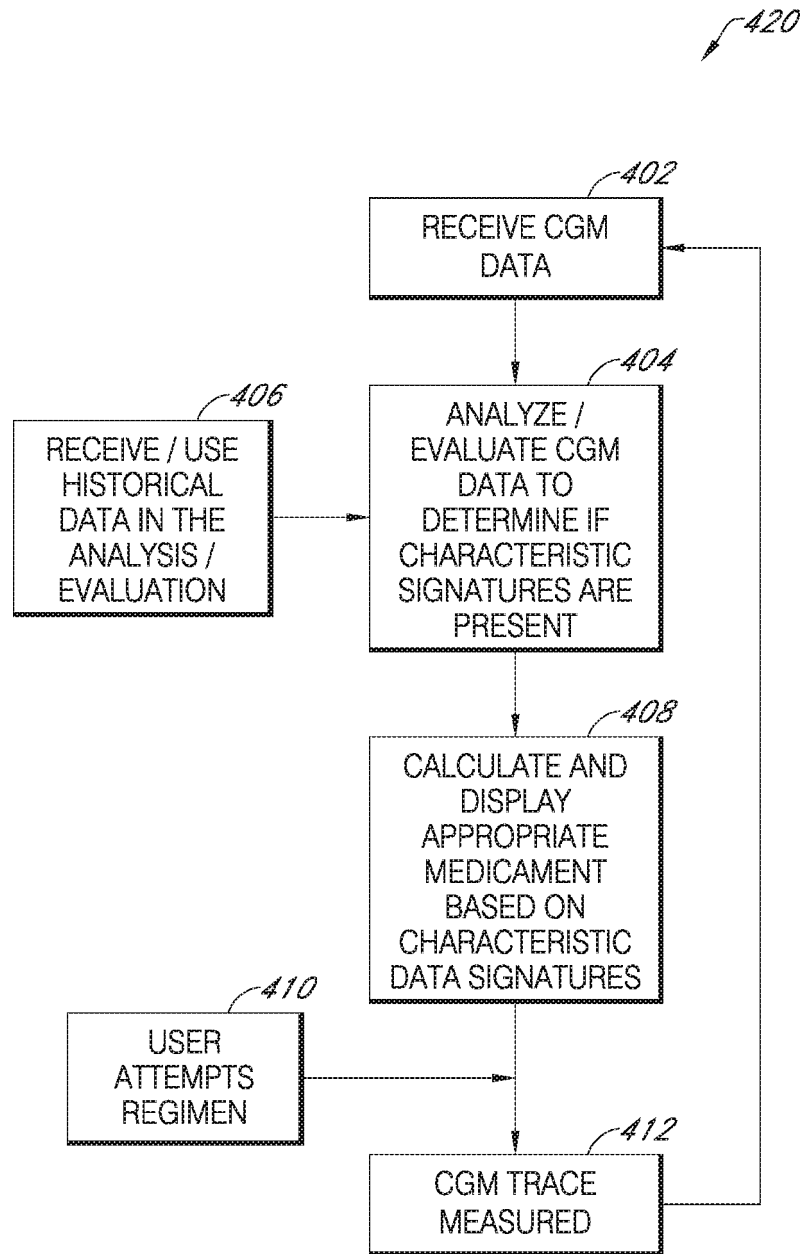 420
402
RECEIVE CGM
DATA
404
ANALYZE /
EVALUATE CGM
DATA TO
DETERMINE IF
CHARACTERISTIC
SIGNATURES ARE
PRESENT
406
RECEIVE / USE
HISTORICAL
DATA IN THE
ANALYSIS /
EVALUATION
408
CALCULATE AND
DISPLAY
APPROPRIATE
MEDICAMENT
BASED ON
CHARACTERISTIC
DATA SIGNATURES
410
USER
ATTEMPTS
REGIMEN
412
CGM TRACE
MEASURED